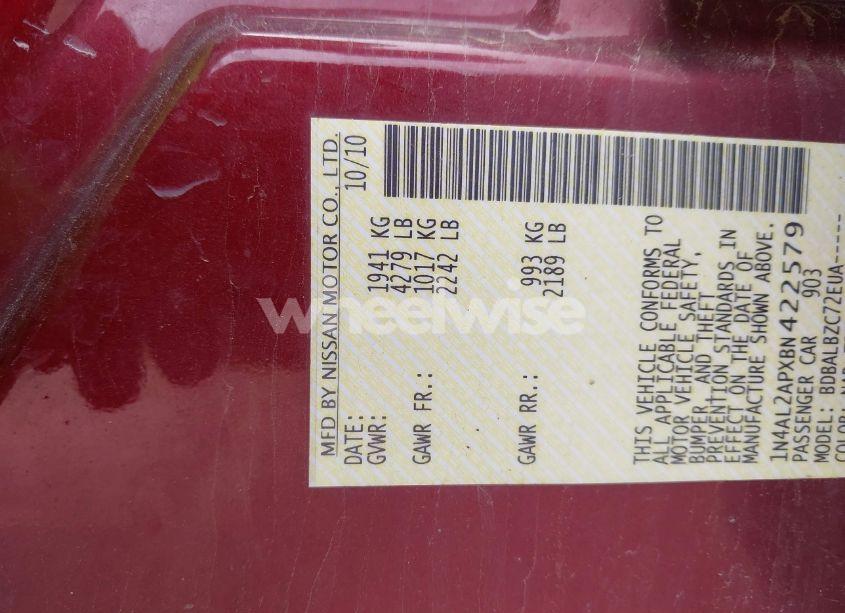 MFD BY NISSAN MOTOR CO., LTD.
DATE: 10/10
GVWR: 1941 KG
4279 LB
GAWR FR.: 1017 KG
2242 LB
GAWR RR.: 993 KG
2189 LB
THIS VEHICLE CONFORMS TO
ALL APPLICABLE FEDERAL
MOTOR VEHICLE SAFETY,
BUMPER AND THEFT
PREVENTION STANDARDS IN
EFFECT ON THE DATE OF
MANUFACTURE SHOWN ABOVE.
1N4AL2APXBN422579
PASSENGER CAR 903
MODEL: BDBALBZC72EUA-----
COLOR:
wheelwise